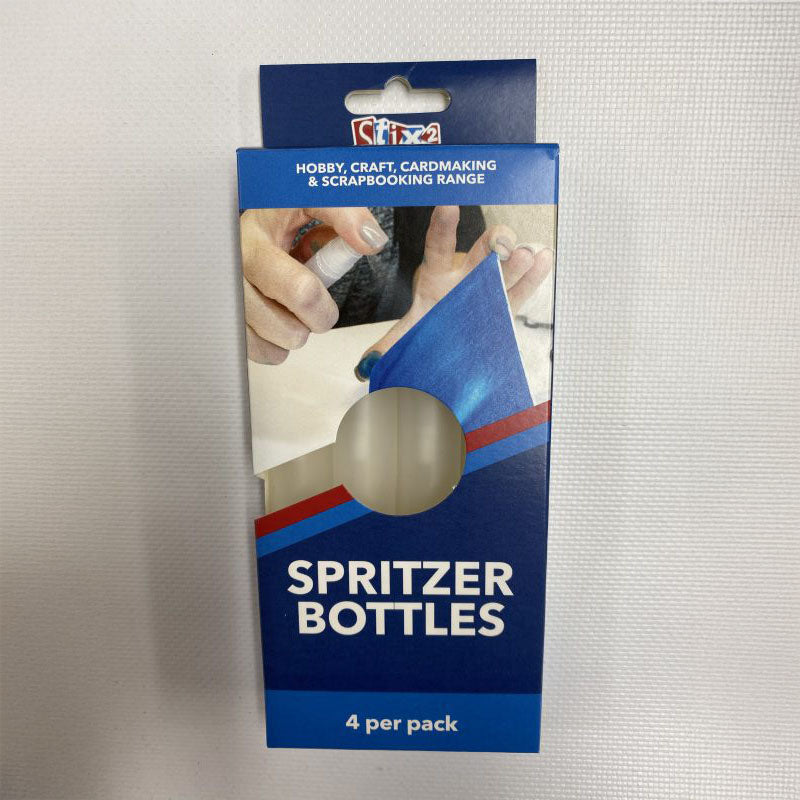 Stix2
HOBBY, CRAFT, CARDMAKING
& SCRAPBOOKING RANGE
SPRITZER
BOTTLES
4 per pack